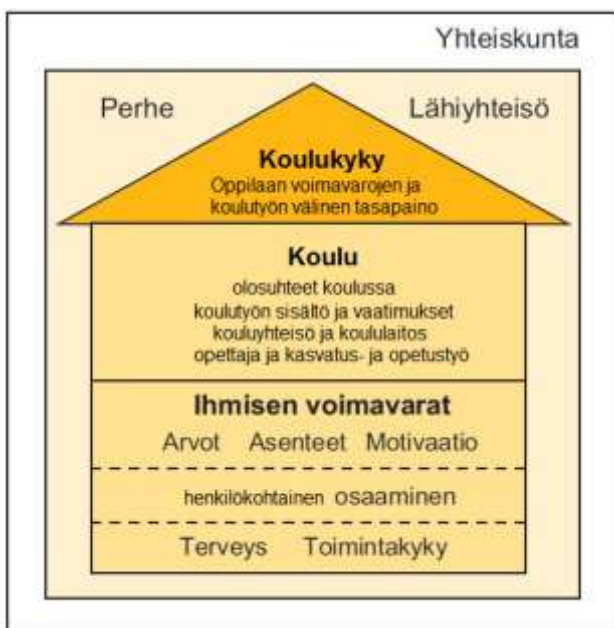 Yhteiskunta
Perhe Lähiyhteisö
Koulukyky
Oppilaan voimavarojen ja
koulutyön välinen tasapaino
Koulu
olosuhteet koulussa
koulutyön sisältö ja vaatimukset
kouluyhteisö ja koululaitos
opettaja ja kasvatus- ja opetustyö
Ihmisen voimavarat
Arvot Asenteet Motivaatio
henkilökohtainen osaaminen
Terveys Toimintakyky